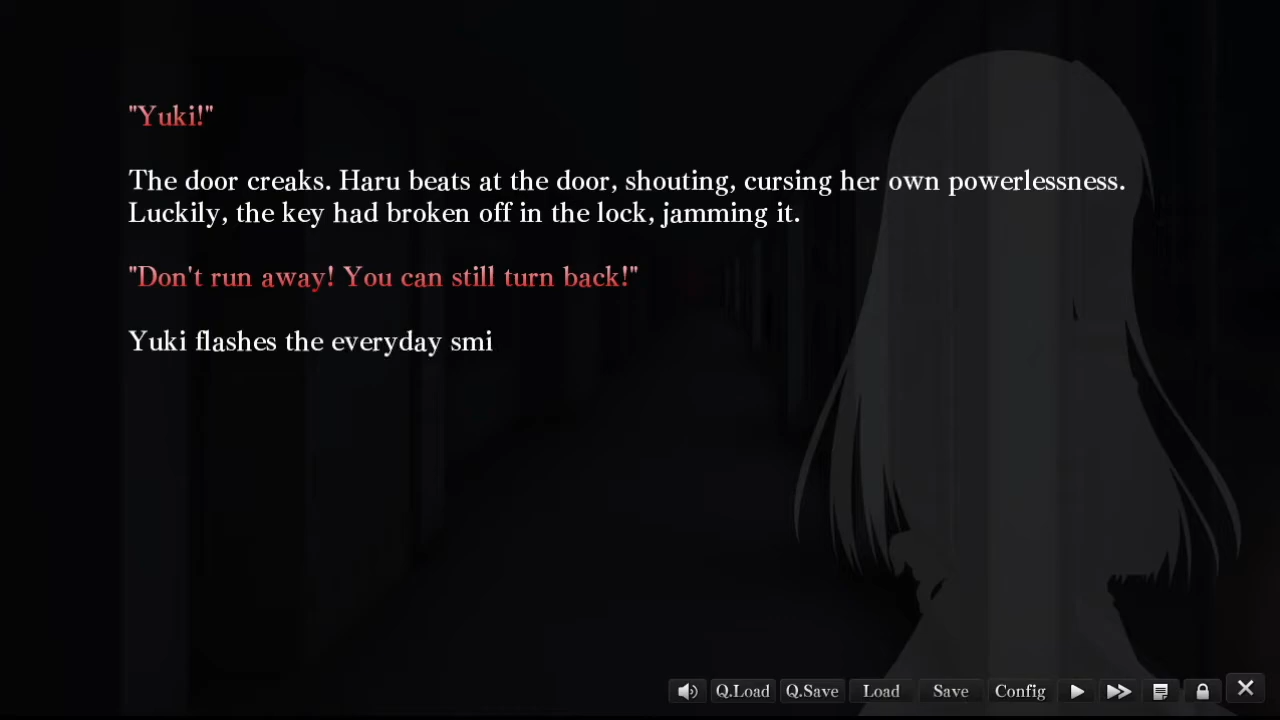 "Yuki!"
The door creaks. Haru beats at the door, shouting, cursing her own powerlessness.
Luckily, the key had broken off in the lock, jamming it.
"Don't run away! You can still turn back!"
Yuki flashes the everyday smi
Q.Load Q.Save Load Save Config